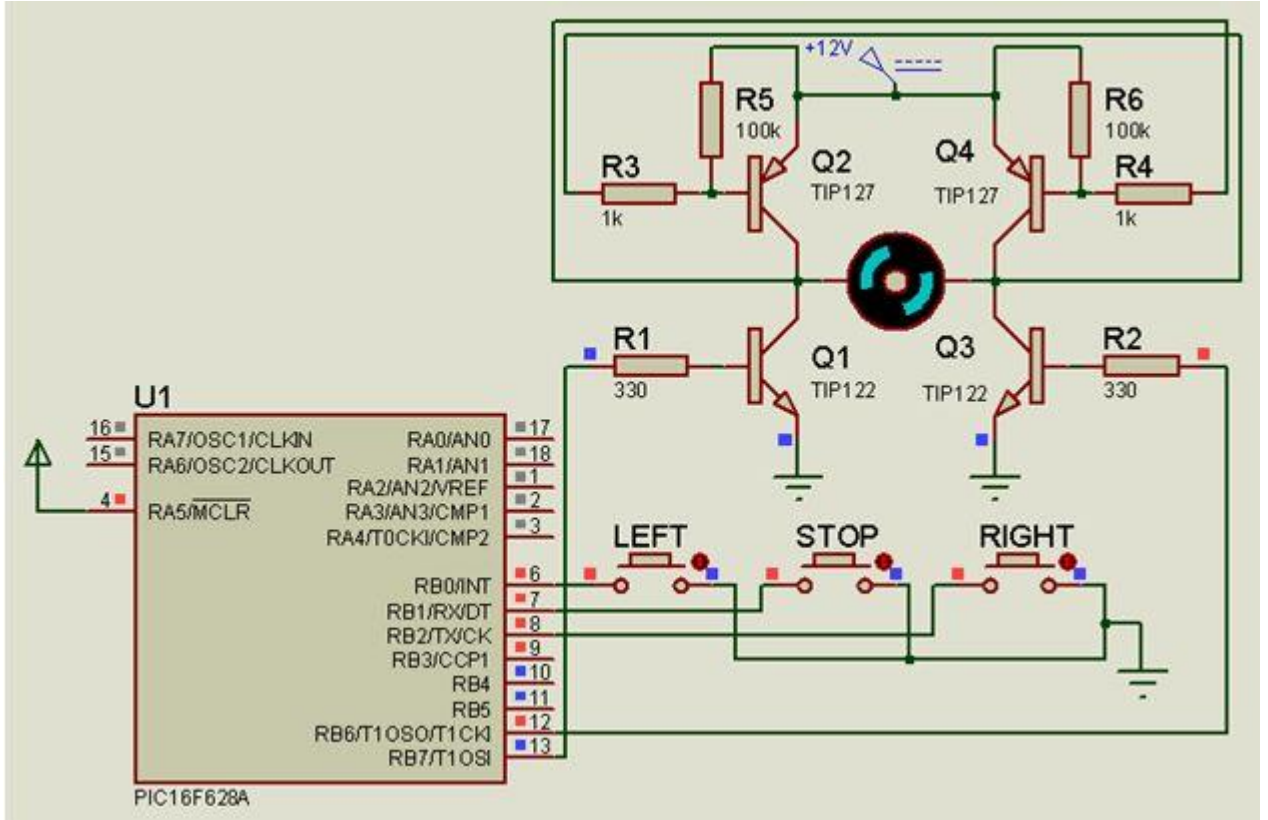 +12V
R5
100k
R6
100k
Q2
TIP127
Q4
TIP127
R3
1k
R4
1k
R1
330
Q1
TIP122
Q3
TIP122
R2
330
U1
16
RA7/OSC1/CLKIN
15
RA6/OSC2/CLKOUT
4
RA5/MCLR
RA0/AN0
17
RA1/AN1
18
RA2/AN2/VREF
1
RA3/AN3/CMP1
2
RA4/T0CKI/CMP2
3
RB0/INT
6
RB1/RX/DT
7
RB2/TX/CK
8
RB3/CCP1
9
RB4
10
RB5
11
RB6/T1OSO/T1CKI
12
RB7/T1OSI
13
PIC16F628A
LEFT
STOP
RIGHT